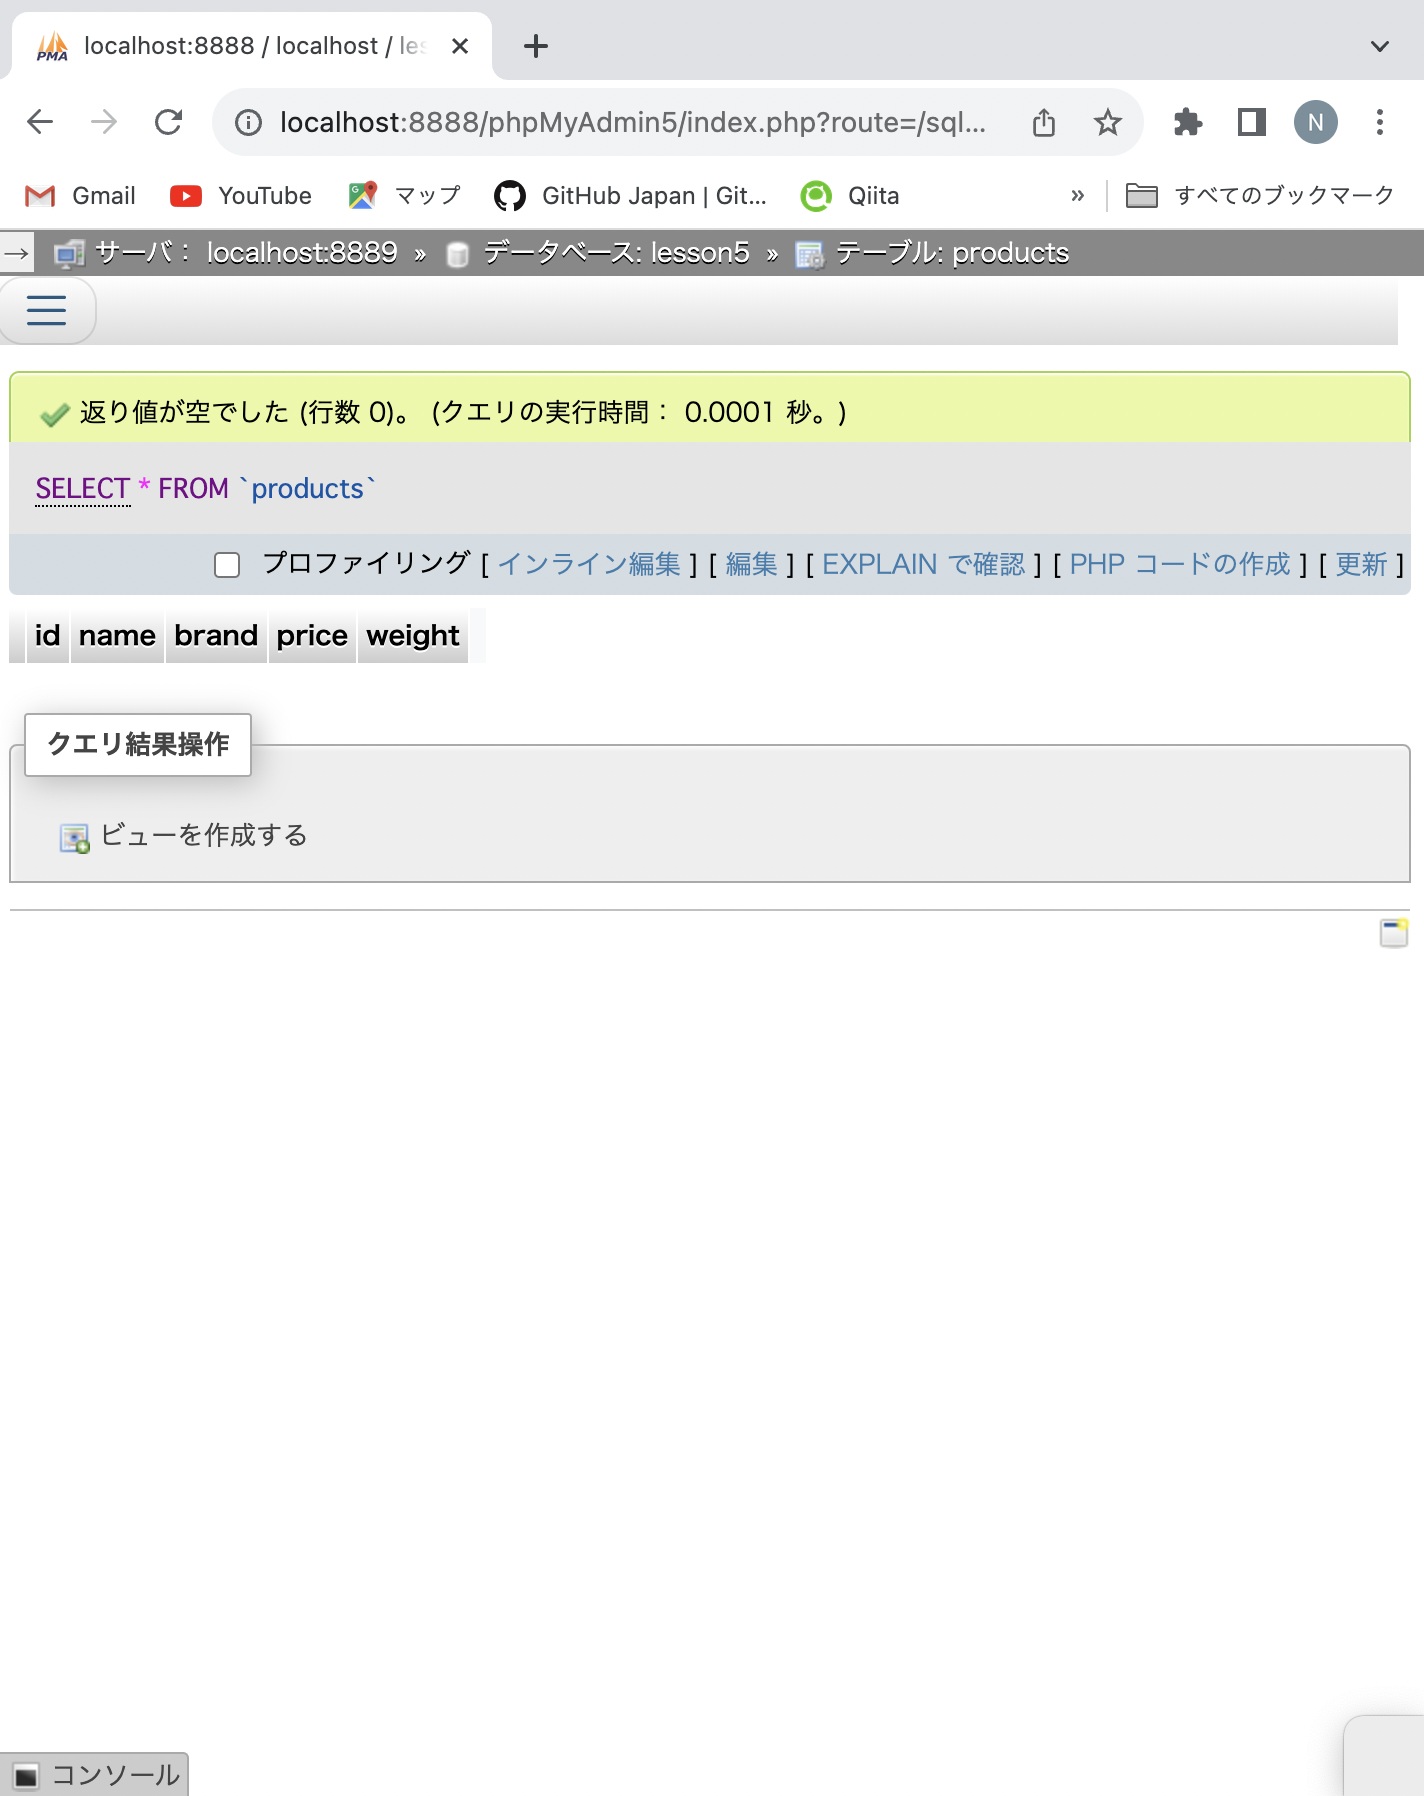 PMA localhost:8888 / localhost / les
localhost:8888/phpMyAdmin5/index.php?route=/sql... N
Gmail YouTube G マップ GitHub Japan | Git... Qiita » すべてのブックマーク
→ サーバ： localhost:8889 » データベース: lesson5 » テーブル: products
返り値が空でした (行数 0)。 (クエリの実行時間： 0.0001 秒。)
SELECT * FROM `products`
プロファイリング [ インライン編集 ] [ 編集 ] [ EXPLAIN で確認 ] [ PHP コードの作成 ] [ 更新 ]
id name brand price weight
クエリ結果操作
ビューを作成する
コンソール